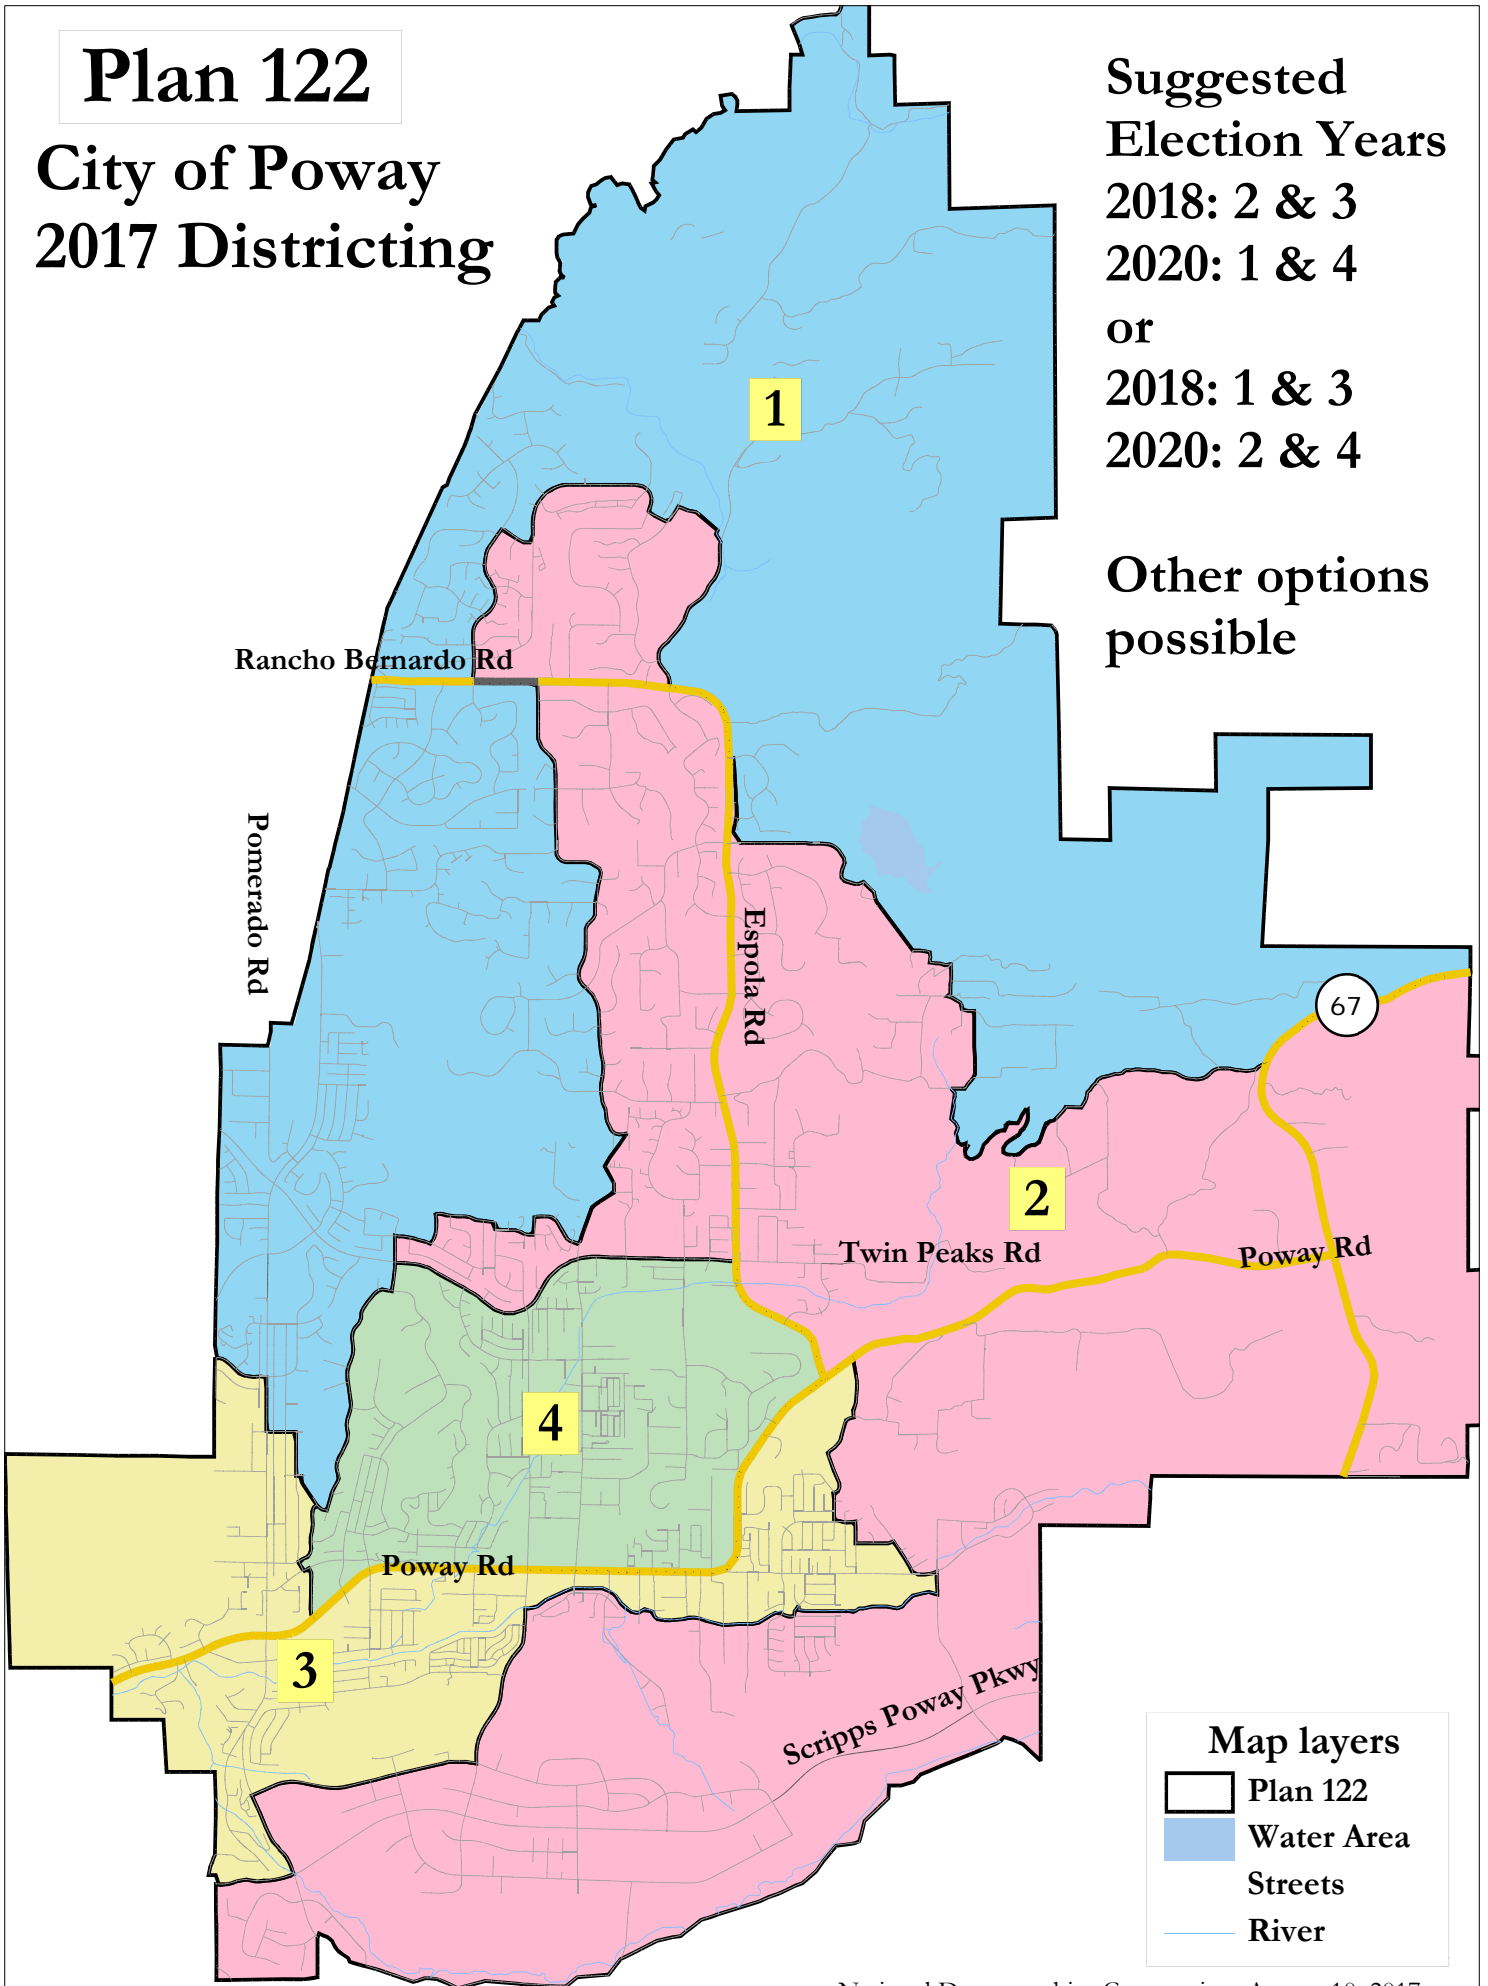 Plan 122
City of Poway
2017 Districting
Suggested
Election Years
2018: 2 & 3
2020: 1 & 4
or
2018: 1 & 3
2020: 2 & 4
Other options
possible
1
Rancho Bernardo Rd
Pomerado Rd
Espola Rd
67
2
Twin Peaks Rd
Poway Rd
4
Poway Rd
3
Scripps Poway Pkwy
Map layers
Plan 122
Water Area
Streets
River